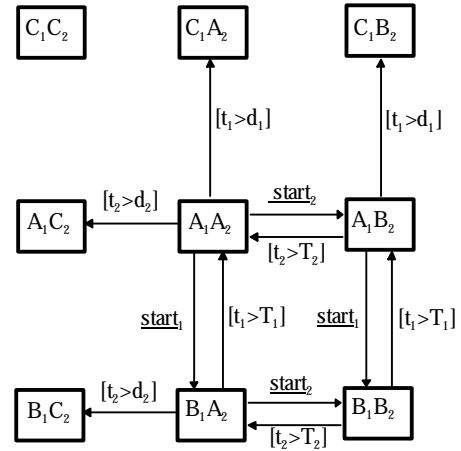 C₁C₂ C₁A₂ C₁B₂
[t₁>d₁] [t₁>d₁]
[t₂>d₂] start₂
A₁C₂ A₁A₂ A₁B₂
[t₂>T₂]
start₁ [t₁>T₁] start₁ [t₁>T₁]
[t₂>d₂] start₂
B₁C₂ B₁A₂ B₁B₂
[t₂>T₂]